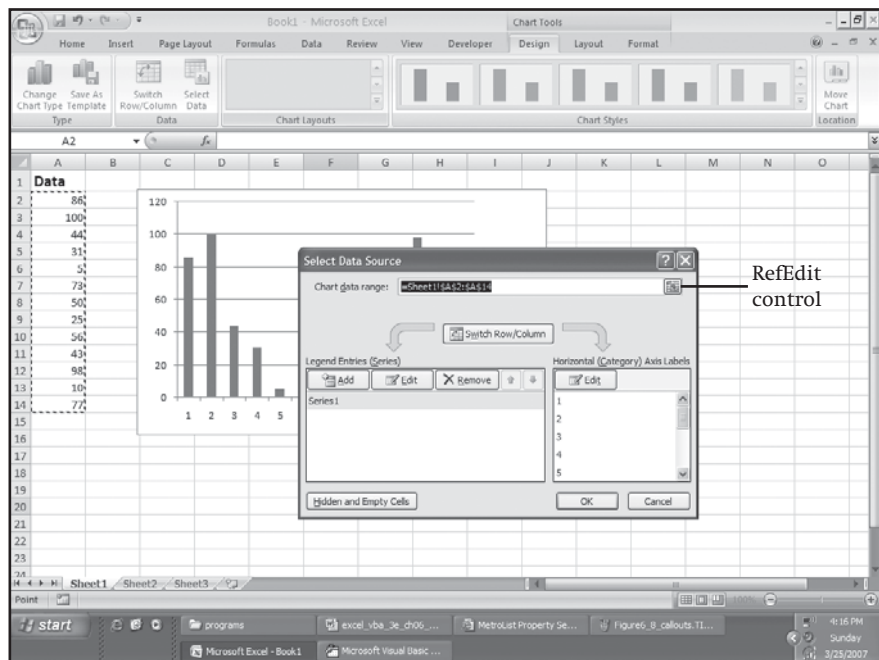 Book1 - Microsoft Excel
Chart Tools
Home Insert Page Layout Formulas Data Review View Developer Design Layout Format
Change Chart Type
Save As Template
Switch Row/Column
Select Data
Move Chart
Type
Data
Chart Layouts
Chart Styles
Location
A2
fx
A B C D E F G H I J K L M N O
1 Data
2 86
3 100
4 44
5 31
6 5
7 73
8 50
9 25
10 56
11 43
12 98
13 10
14 77
15
16
17
18
19
20
21
22
23
120
100
80
60
40
20
0
1 2 3 4 5
Select Data Source
Chart data range: =Sheet1!$A$2:$A$14
Switch Row/Column
Legend Entries (Series)
Add Edit Remove
Series1
Horizontal (Category) Axis Labels
Edit
1
2
3
4
5
Hidden and Empty Cells
OK Cancel
RefEdit
control
Sheet1 Sheet2 Sheet3
Point
100%
start
programs
excel_vba_3e_ch06_...
MetroList Property Se...
Figure6_8_callouts.TI...
4:16 PM
Microsoft Excel - Book1
Microsoft Visual Basic ...
Sunday
3/25/2007